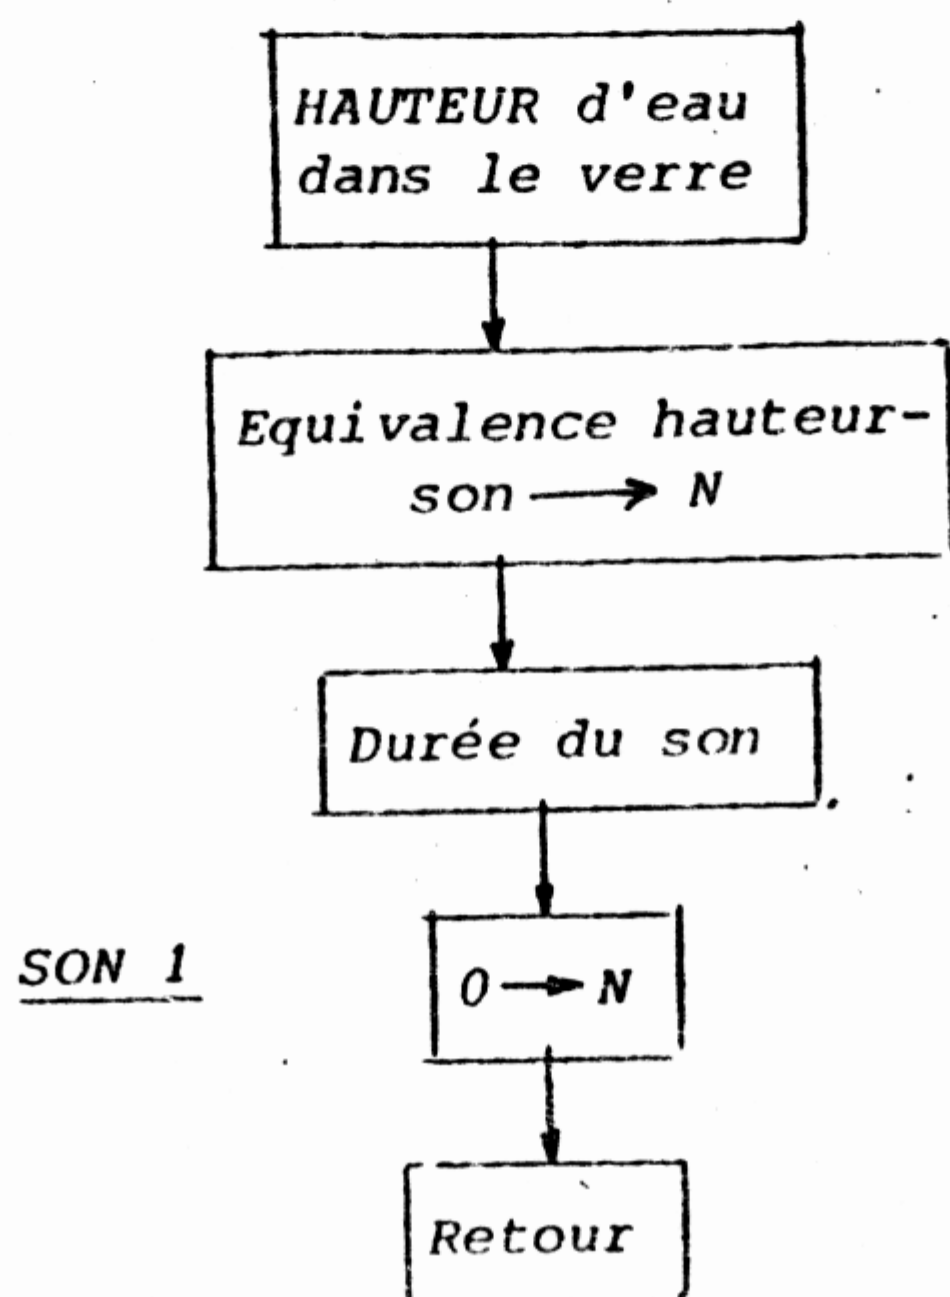 HAUTEUR d'eau
dans le verre
Equivalence hauteur-
son → N
Durée du son
SON 1
0 → N
Retour